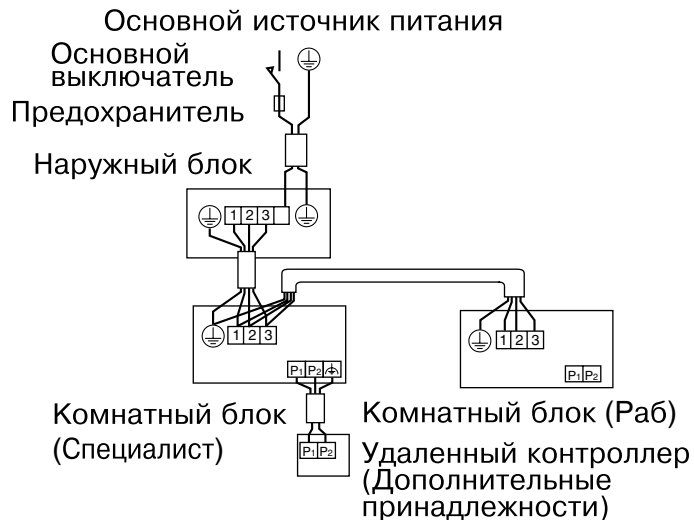 Основной источник питания
Основной
выключатель
Предохранитель
Наружный блок
1 2 3
1 2 3
1 2 3
P1 P2
P1 P2
Комнатный блок
(Специалист)
P1 P2
Комнатный блок (Раб)
Удаленный контроллер
(Дополнительные
принадлежности)